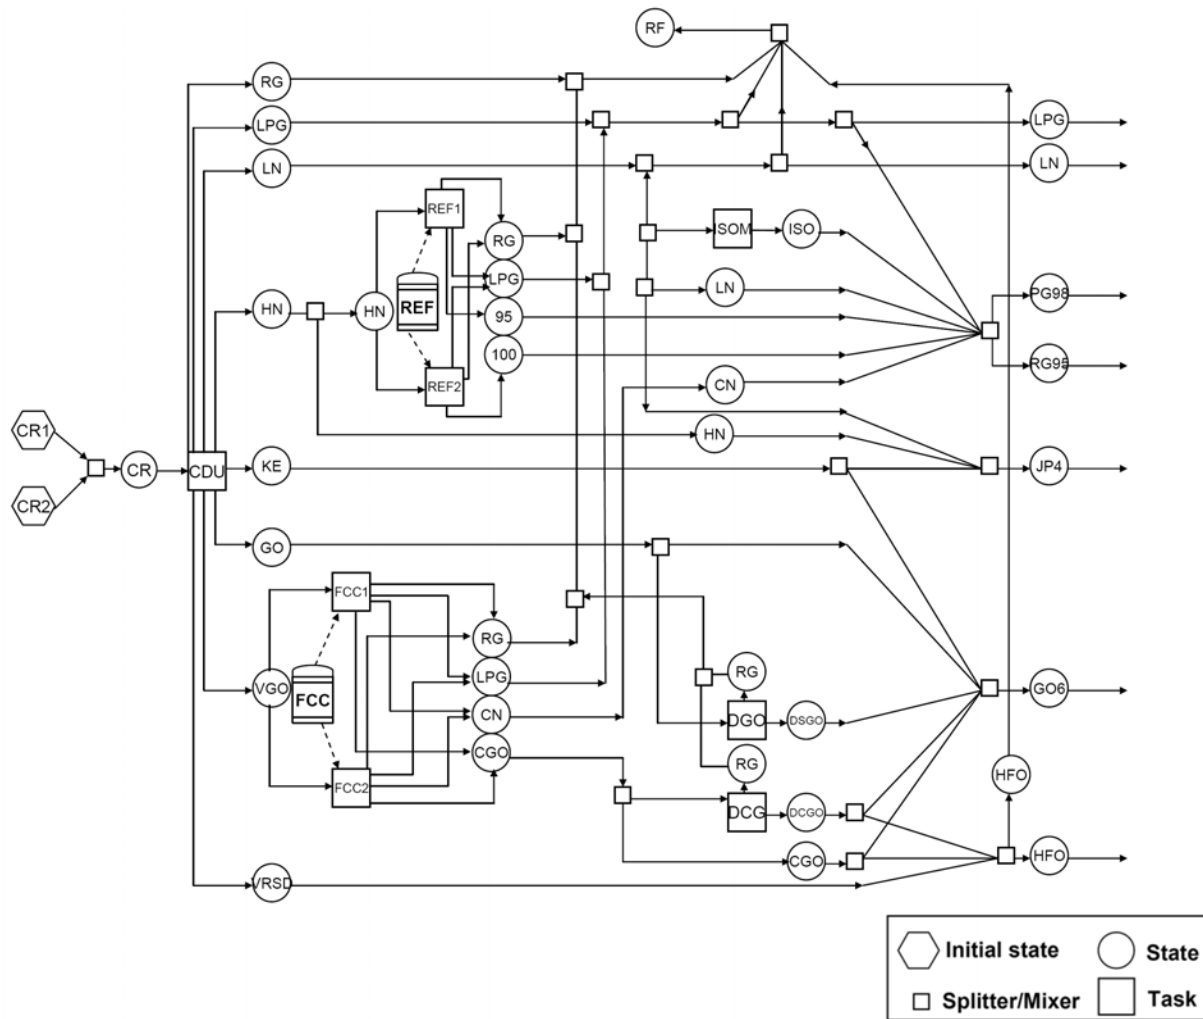 RF
RG
LPG
LPG
LN
LN
REF1
RG
ISOM
ISO
LPG
LN
HN
HN
REF
95
PG98
100
RG95
REF2
CN
CR1
HN
CR
CDU
KE
JP4
CR2
GO
FCC1
RG
RG
VGO
FCC
LPG
GO6
CN
DGO
DSGO
CGO
RG
HFO
FCC2
DCG
DCGO
CGO
HFO
VRSD
Initial state
State
Splitter/Mixer
Task